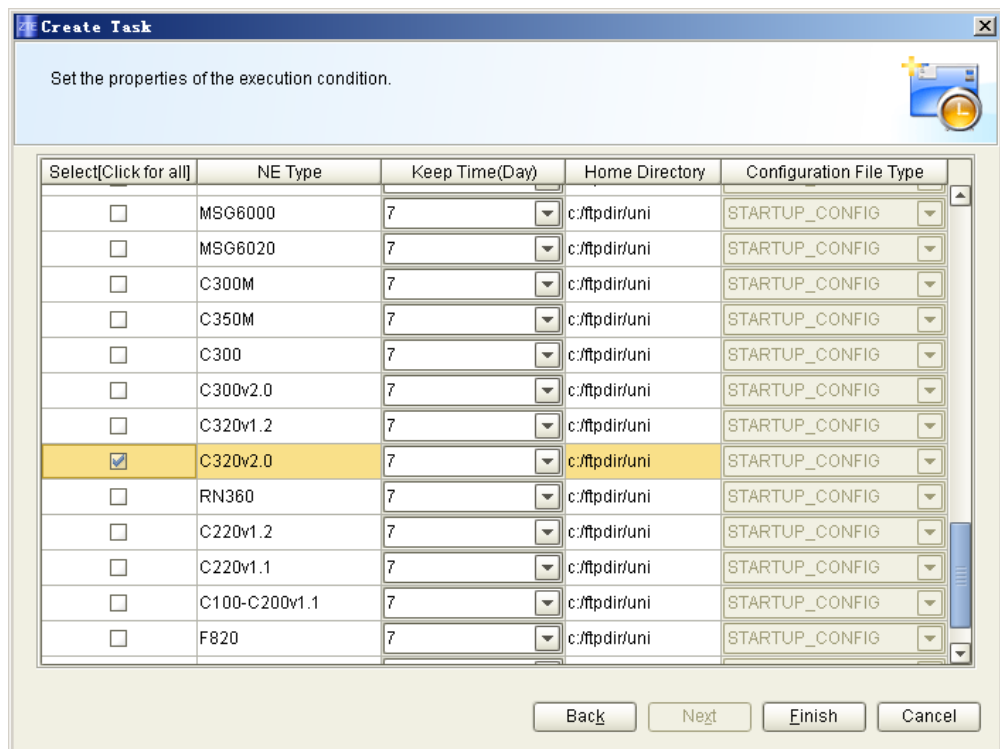 ZTE Create Task
Set the properties of the execution condition.
Select[Click for all] NE Type Keep Time(Day) Home Directory Configuration File Type
MSG6000 7 c:/ftpdir/uni STARTUP_CONFIG
MSG6020 7 c:/ftpdir/uni STARTUP_CONFIG
C300M 7 c:/ftpdir/uni STARTUP_CONFIG
C350M 7 c:/ftpdir/uni STARTUP_CONFIG
C300 7 c:/ftpdir/uni STARTUP_CONFIG
C300v2.0 7 c:/ftpdir/uni STARTUP_CONFIG
C320v1.2 7 c:/ftpdir/uni STARTUP_CONFIG
C320v2.0 7 c:/ftpdir/uni STARTUP_CONFIG
RN360 7 c:/ftpdir/uni STARTUP_CONFIG
C220v1.2 7 c:/ftpdir/uni STARTUP_CONFIG
C220v1.1 7 c:/ftpdir/uni STARTUP_CONFIG
C100-C200v1.1 7 c:/ftpdir/uni STARTUP_CONFIG
F820 7 c:/ftpdir/uni STARTUP_CONFIG
Back Next Finish Cancel